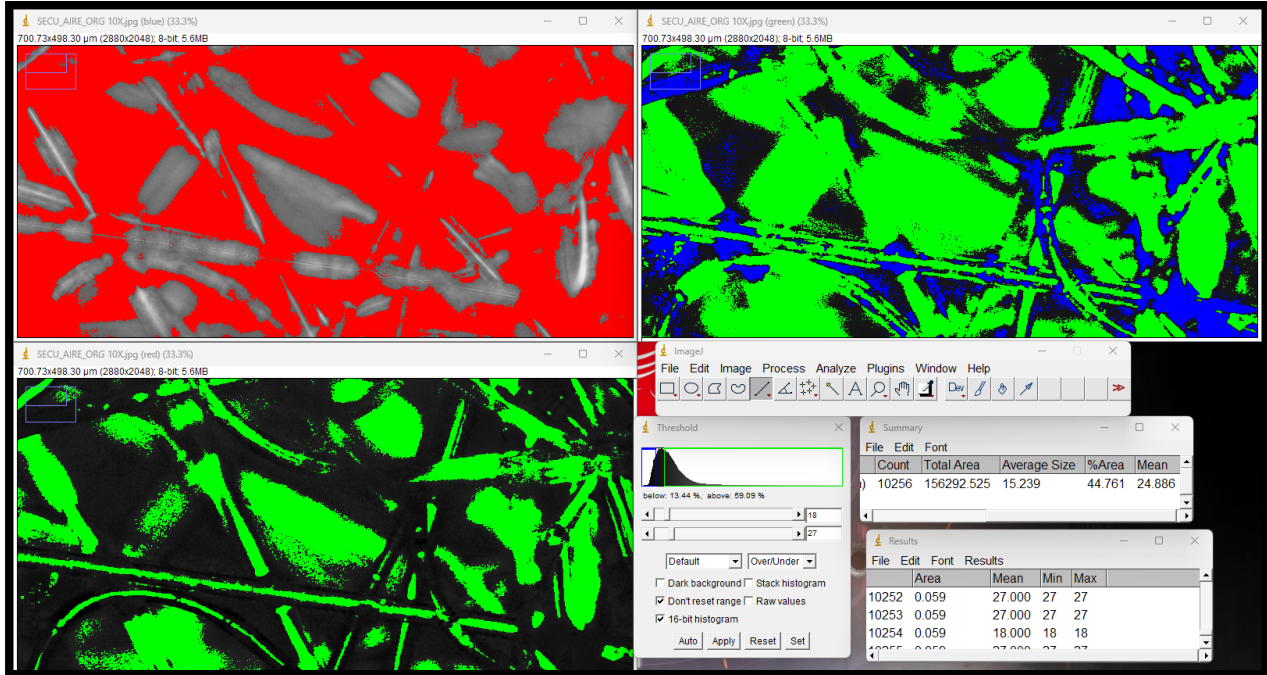 SECU_AIRE_ORG 10X.jpg (blue) (33.3%)
700.73x498.30 µm (2880x2048); 8-bit; 5.6MB
SECU_AIRE_ORG 10X.jpg (green) (33.3%)
700.73x498.30 µm (2880x2048); 8-bit; 5.6MB
SECU_AIRE_ORG 10X.jpg (red) (33.3%)
700.73x498.30 µm (2880x2048); 8-bit; 5.6MB
ImageJ
File Edit Image Process Analyze Plugins Window Help
A Dev >>
Threshold
below: 13.44 %, above: 59.09 %
18
27
Default Over/Under
Dark background Stack histogram
Don't reset range Raw values
16-bit histogram
Auto Apply Reset Set
Summary
File Edit Font
Count Total Area Average Size %Area Mean
) 10256 156292.525 15.239 44.761 24.886
Results
File Edit Font Results
Area Mean Min Max
10252 0.059 27.000 27 27
10253 0.059 27.000 27 27
10254 0.059 18.000 18 18
10255 0.059 27.000 27 27